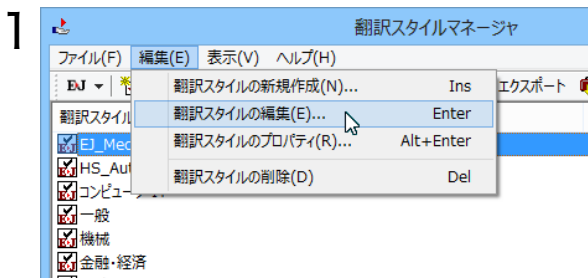 1
翻訳スタイルマネージャ
ファイル(F) 編集(E) 表示(V) ヘルプ(H)
EJ
翻訳スタイルの新規作成(N)... Ins
エクスポート
翻訳スタイル
翻訳スタイルの編集(E)... Enter
EJ_Med
翻訳スタイルのプロパティ(R)... Alt+Enter
HS_Aut
翻訳スタイルの削除(D) Del
コンピュータ
一般
機械
金融・経済